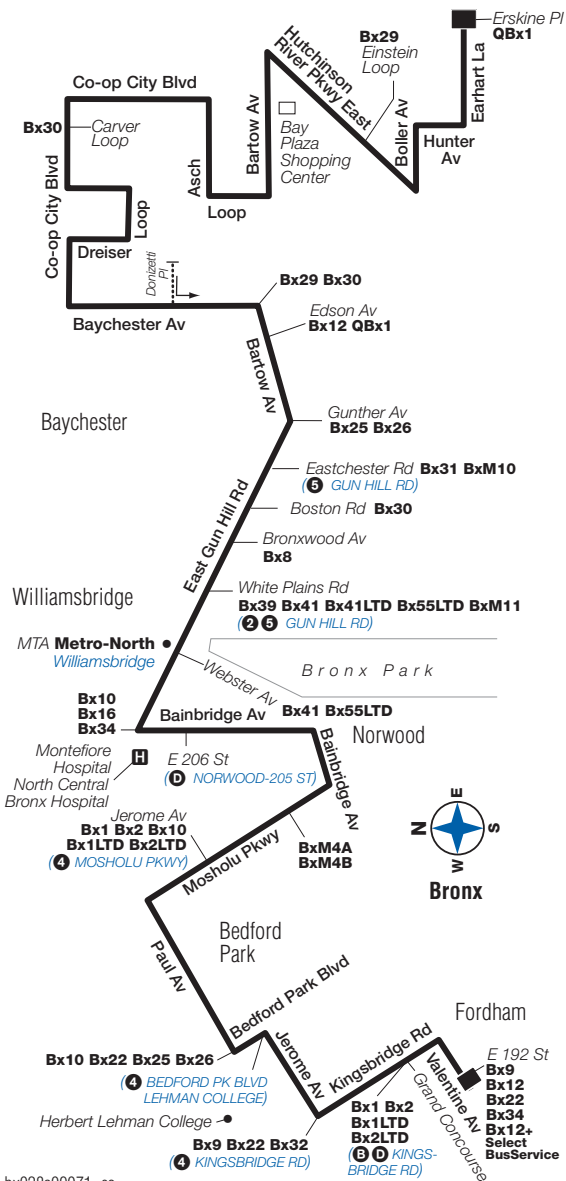 Erskine Pl
QBx1
Hutchinson
River Pkwy East
Bx29
Einstein
Loop
Co-op City Blvd
Bartow Av
Boller Av
Earhart La
Bx30
Carver
Loop
Bay
Plaza
Shopping
Center
Hunter
Av
Co-op City Blvd
Asch
Loop
Loop
Dreiser
Donizetti
Pl
Bx29 Bx30
Baychester Av
Edson Av
Bx12 QBx1
Bartow Av
Baychester
Gunther Av
Bx25 Bx26
East Gun Hill Rd
Eastchester Rd Bx31 BxM10
(5 GUN HILL RD)
Boston Rd Bx30
Bronxwood Av
Bx8
Williamsbridge
White Plains Rd
Bx39 Bx41 Bx41LTD Bx55LTD BxM11
(2 5 GUN HILL RD)
MTA Metro-North
Williamsbridge
Webster Av
Bronx Park
Bx41 Bx55LTD
Bx10
Bx16
Bx34
Bainbridge Av
Norwood
Montefiore
Hospital
North Central
Bronx Hospital
H
E 206 St
(D NORWOOD-205 ST)
Bainbridge Av
Jerome Av
Bx1 Bx2 Bx10
Bx1LTD Bx2LTD
(4 MOSHOLU PKWY)
Mosholu Pkwy
BxM4A
BxM4B
N
E
S
W
Bronx
Paul Av
Bedford
Park
Bedford Park Blvd
Bx10 Bx22 Bx25 Bx26
(4 BEDFORD PK BLVD
LEHMAN COLLEGE)
Jerome Av
Herbert Lehman College
Bx9 Bx22 Bx32
(4 KINGSBRIDGE RD)
Kingsbridge Rd
Bx1 Bx2
Bx1LTD
Bx2LTD
(B D KINGS-
BRIDGE RD)
Grand Concourse
Valentine Av
Fordham
E 192 St
Bx9
Bx12
Bx22
Bx34
Bx12+
Select
BusService